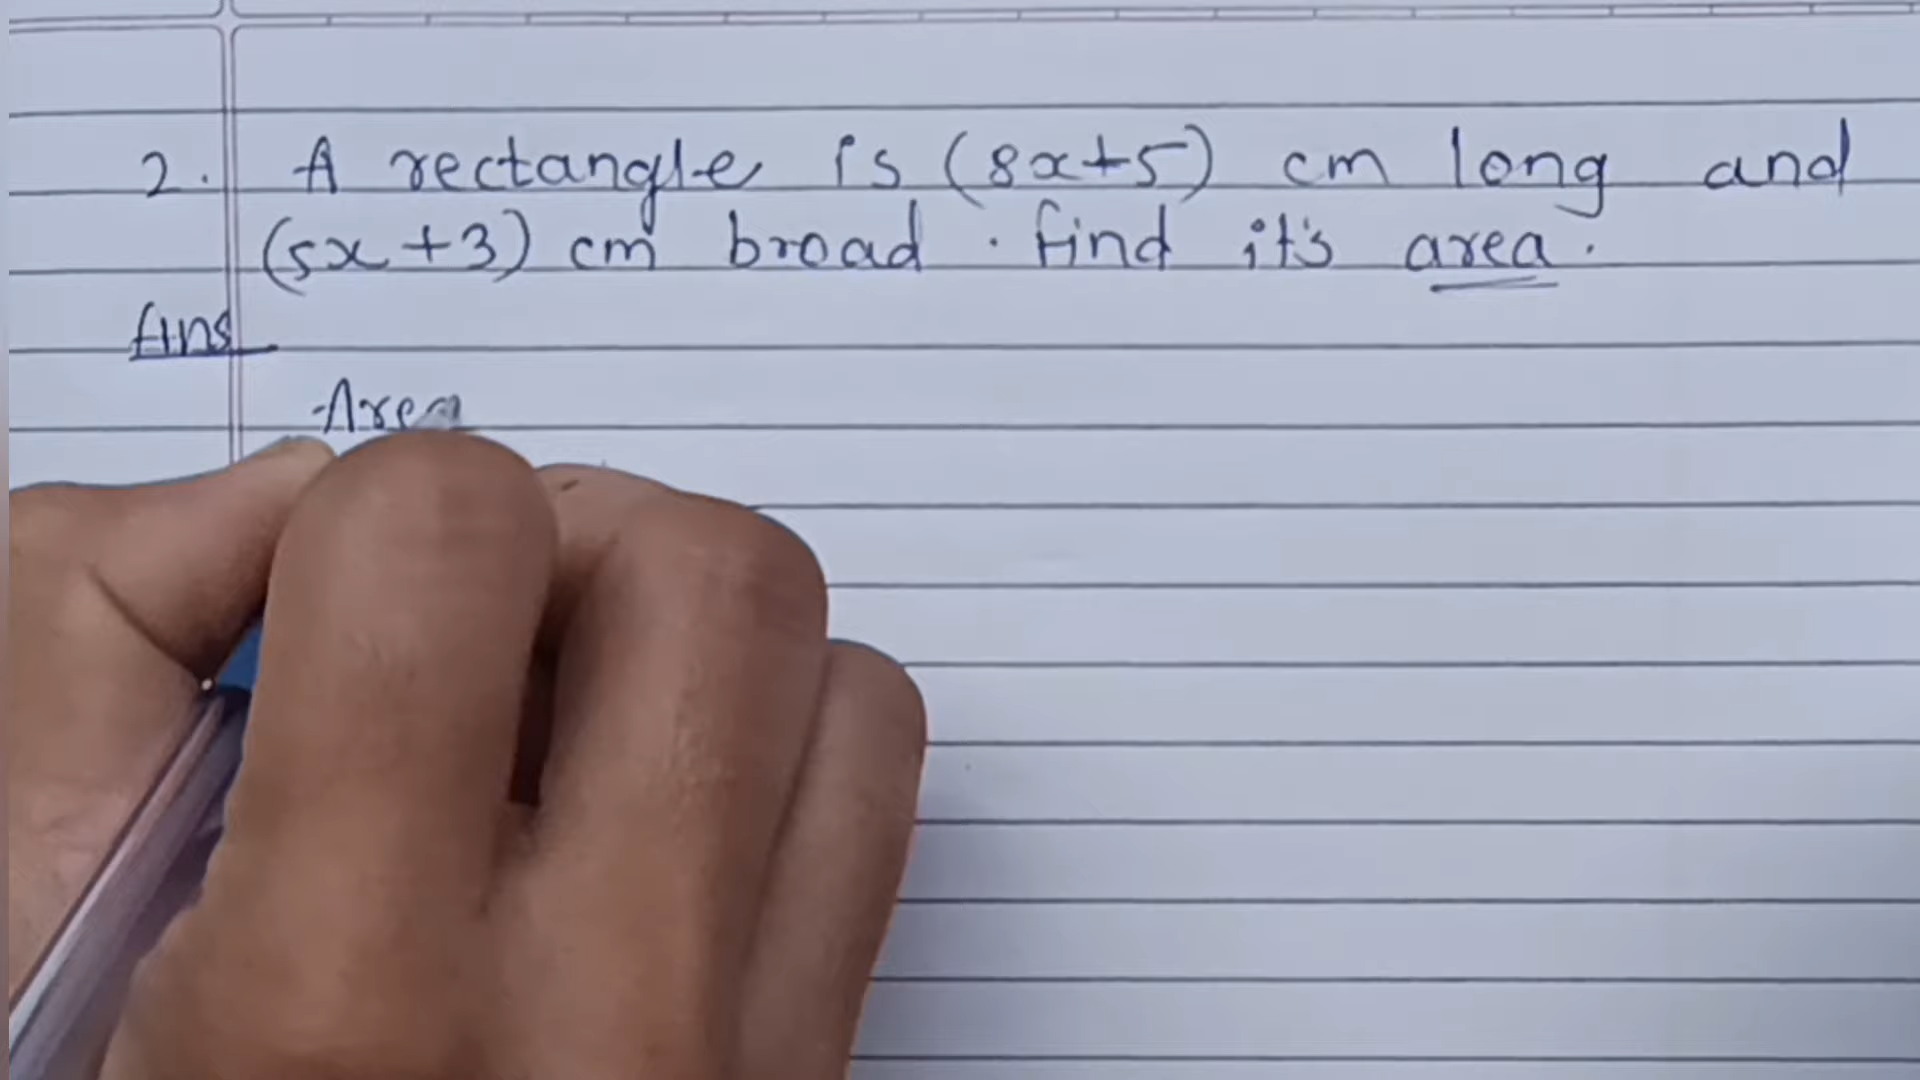 2. A rectangle is (8x+5) cm long and
(5x+3) cm broad. find it's area.
Ans
Area